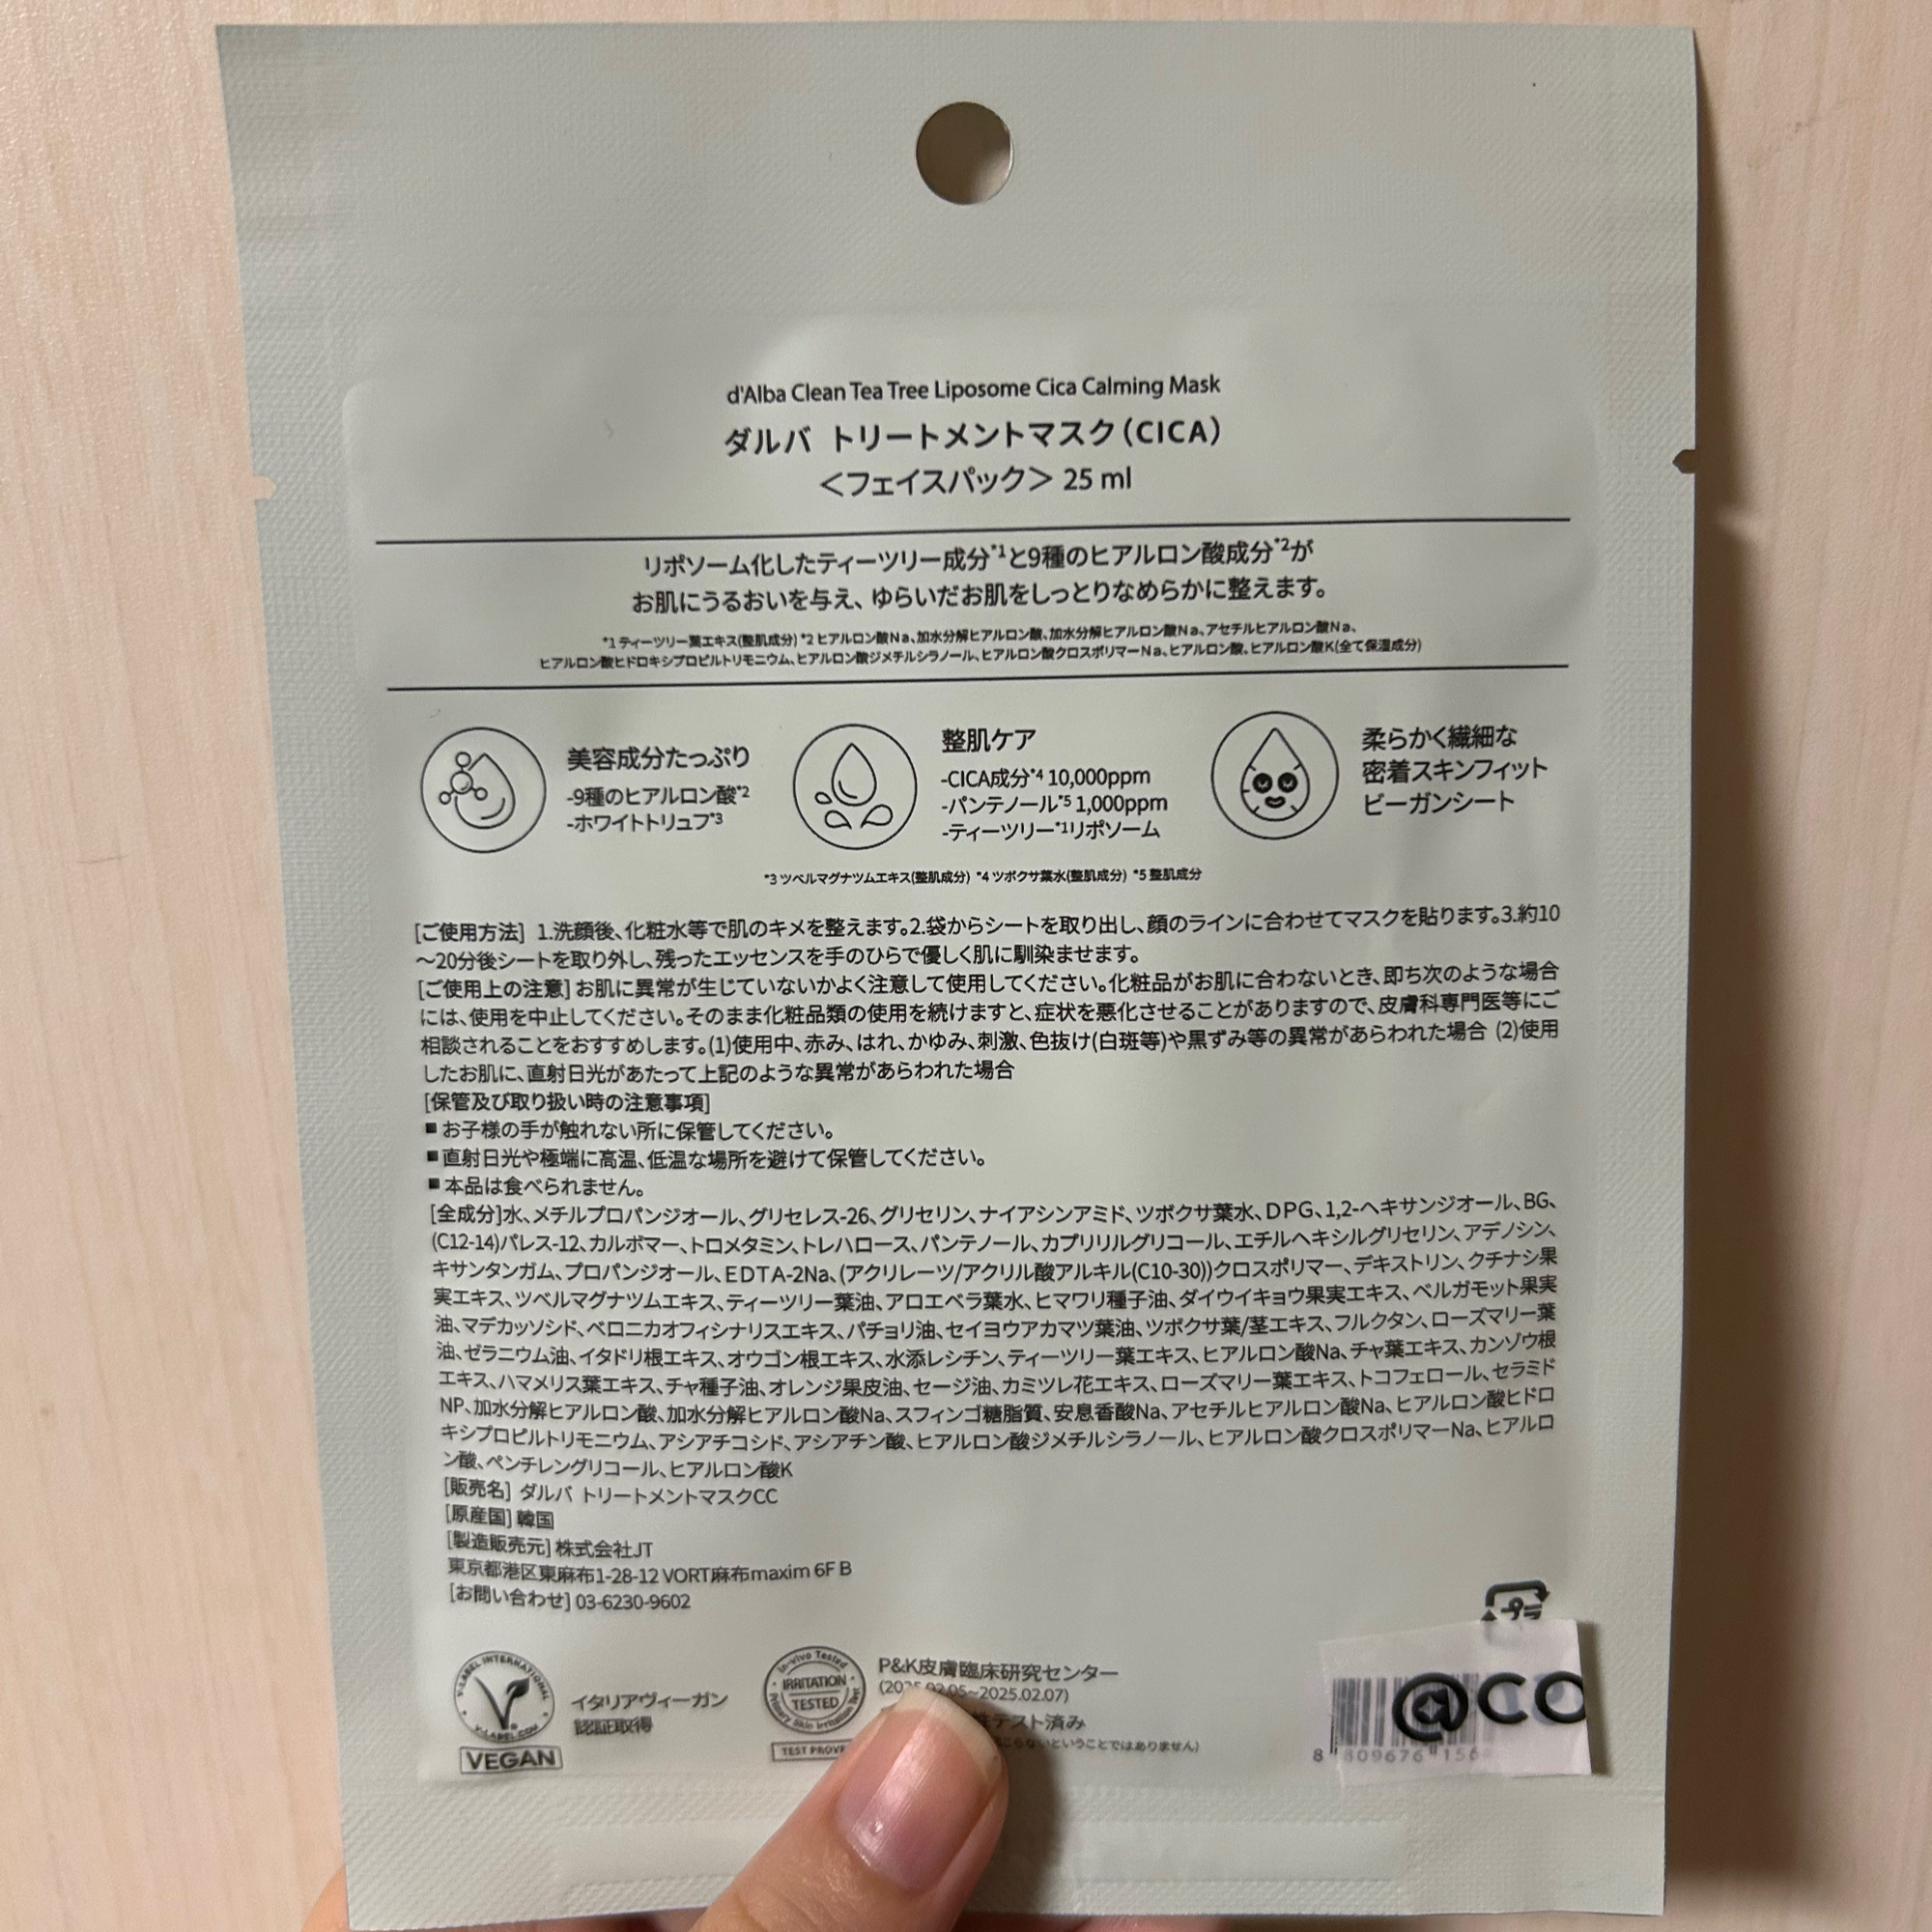 d'Alba Clean Tea Tree Liposome Cica Calming Mask
ダルバ トリートメントマスク（CICA）
＜フェイスパック＞ 25 ml
リポソーム化したティーツリー成分*1と9種のヒアルロン酸成分*2が
お肌にうるおいを与え、ゆらいだお肌をしっとりなめらかに整えます。
*1 ティーツリー葉エキス(整肌成分) *2 ヒアルロン酸Na、加水分解ヒアルロン酸、加水分解ヒアルロン酸Na、アセチルヒアルロン酸Na、
ヒアルロン酸ヒドロキシプロピルトリモニウム、ヒアルロン酸ジメチルシラノール、ヒアルロン酸クロスポリマーNa、ヒアルロン酸、ヒアルロン酸K(全て保湿成分)
美容成分たっぷり
-9種のヒアルロン酸*2
-ホワイトトリュフ*3
整肌ケア
-CICA成分*4 10,000ppm
-パンテノール*5 1,000ppm
-ティーツリー*1リポソーム
柔らかく繊細な
密着スキンフィット
ビーガンシート
*3 ツベルマグナツムエキス(整肌成分) *4 ツボクサ葉水(整肌成分) *5 整肌成分
[ご使用方法] 1.洗顔後、化粧水等で肌のキメを整えます。2.袋からシートを取り出し、顔のラインに合わせてマスクを貼ります。3.約10
～20分後シートを取り外し、残ったエッセンスを手のひらで優しく肌に馴染ませます。
[ご使用上の注意] お肌に異常が生じていないかよく注意して使用してください。化粧品がお肌に合わないとき、即ち次のような場合
には、使用を中止してください。そのまま化粧品類の使用を続けますと、症状を悪化させることがありますので、皮膚科専門医等にご
相談されることをおすすめします。(1)使用中、赤み、はれ、かゆみ、刺激、色抜け(白斑等)や黒ずみ等の異常があらわれた場合 (2)使用
したお肌に、直射日光があたって上記のような異常があらわれた場合
[保管及び取り扱い時の注意事項]
■ お子様の手が触れない所に保管してください。
■ 直射日光や極端に高温、低温な場所を避けて保管してください。
■ 本品は食べられません。
[全成分]水、メチルプロパンジオール、グリセレス-26、グリセリン、ナイアシンアミド、ツボクサ葉水、DPG、1,2-ヘキサンジオール、BG、
(C12-14)パレス-12、カルボマー、トロメタミン、トレハロース、パンテノール、カプリリルグリコール、エチルヘキシルグリセリン、アデノシン、
キサンタンガム、プロパンジオール、EDTA-2Na、(アクリレーツ/アクリル酸アルキル(C10-30))クロスポリマー、デキストリン、クチナシ果
実エキス、ツベルマグナツムエキス、ティーツリー葉油、アロエベラ葉水、ヒマワリ種子油、ダイウイキョウ果実エキス、ベルガモット果実
油、マデカッソシド、ベロニカオフィシナリスエキス、パチョリ油、セイヨウアカマツ葉油、ツボクサ葉/茎エキス、フルクタン、ローズマリー葉
油、ゼラニウム油、イタドリ根エキス、オウゴン根エキス、水添レシチン、ティーツリー葉エキス、ヒアルロン酸Na、チャ葉エキス、カンゾウ根
エキス、ハマメリス葉エキス、チャ種子油、オレンジ果皮油、セージ油、カミツレ花エキス、ローズマリー葉エキス、トコフェロール、セラミド
NP、加水分解ヒアルロン酸、加水分解ヒアルロン酸Na、スフィンゴ糖脂質、安息香酸Na、アセチルヒアルロン酸Na、ヒアルロン酸ヒドロ
キシプロピルトリモニウム、アシアチコシド、アシアチン酸、ヒアルロン酸ジメチルシラノール、ヒアルロン酸クロスポリマーNa、ヒアルロ
ン酸、ペンチレングリコール、ヒアルロン酸K
[販売名] ダルバ トリートメントマスクCC
[原産国] 韓国
[製造販売元] 株式会社JT
東京都港区東麻布1-28-12 VORT麻布maxim 6F B
[お問い合わせ] 03-6230-9602
V-LABEL INTERNATIONAL
V-LABEL.COM
VEGAN
イタリアヴィーガン
認証取得
In-vivo Tested
IRRITATION
TESTED
Primary Skin Irritation Test
TEST PROVE
P&K皮膚臨床研究センター
(2025.02.05~2025.02.07)
性テスト済み
こらないということではありません)
プラ
@CO
8 809676 156